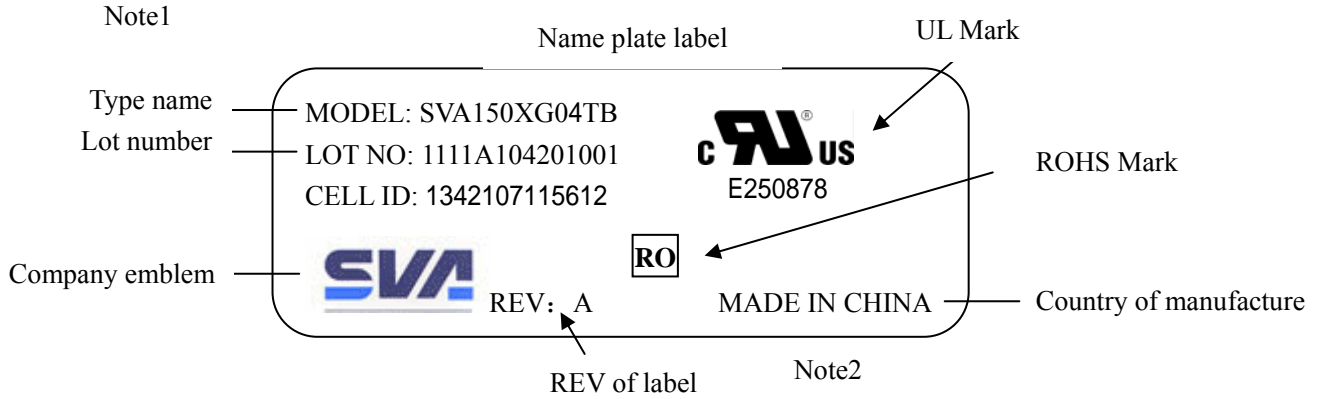 Note1
Name plate label
UL Mark
Type name
MODEL: SVA150XG04TB
Lot number
LOT NO: 1111A104201001
CELL ID: 1342107115612
C RU ® US
E250878
ROHS Mark
RO
Company emblem
SVA
REV： A
MADE IN CHINA
Country of manufacture
REV of label
Note2